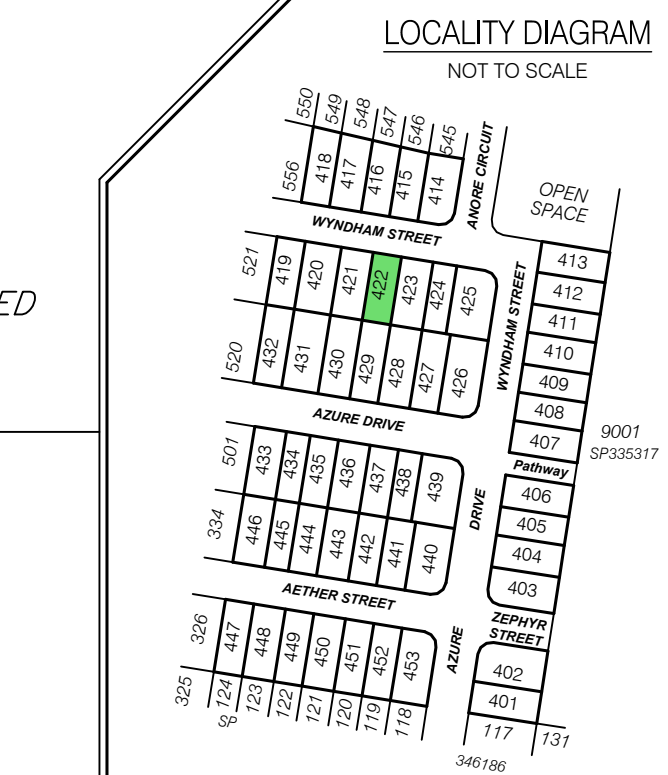 LOCALITY DIAGRAM
NOT TO SCALE
550 549 548 547 546 545
556 418 417 416 415 414
ANORE CIRCUIT
OPEN
SPACE
WYNDHAM STREET
521 419 420 421 422 423 424 425
520 432 431 430 429 428 427 426
WYNDHAM STREET
413
412
411
410
409
408
407
9001
SP335317
Pathway
ED
AZURE DRIVE
501 433 434 435 436 437 438 439
334 446 445 444 443 442 441 440
DRIVE
406
405
404
403
AETHER STREET
ZEPHYR
STREET
326 447 448 449 450 451 452 453
AZURE
402
401
325 124 123 122 121 120 119 118
SP
117 131
346186